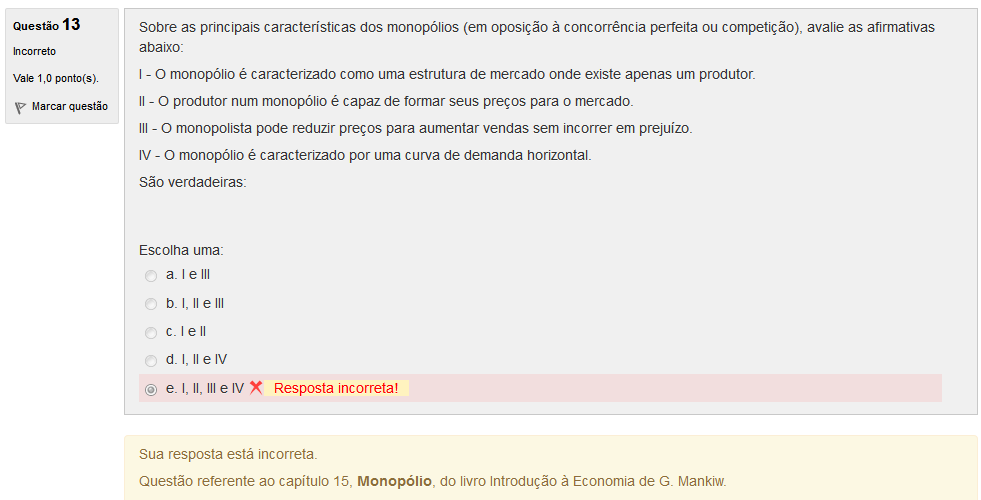 Questão 13
Incorreto
Vale 1,0 ponto(s).
Marcar questão
Sobre as principais características dos monopólios (em oposição à concorrência perfeita ou competição), avalie as afirmativas
abaixo:
I - O monopólio é caracterizado como uma estrutura de mercado onde existe apenas um produtor.
II - O produtor num monopólio é capaz de formar seus preços para o mercado.
III - O monopolista pode reduzir preços para aumentar vendas sem incorrer em prejuízo.
IV - O monopólio é caracterizado por uma curva de demanda horizontal.
São verdadeiras:
Escolha uma:
a. I e III
b. I, II e III
c. I e II
d. I, II e IV
e. I, II, III e IV Resposta incorreta!
Sua resposta está incorreta.
Questão referente ao capítulo 15, Monopólio, do livro Introdução à Economia de G. Mankiw.